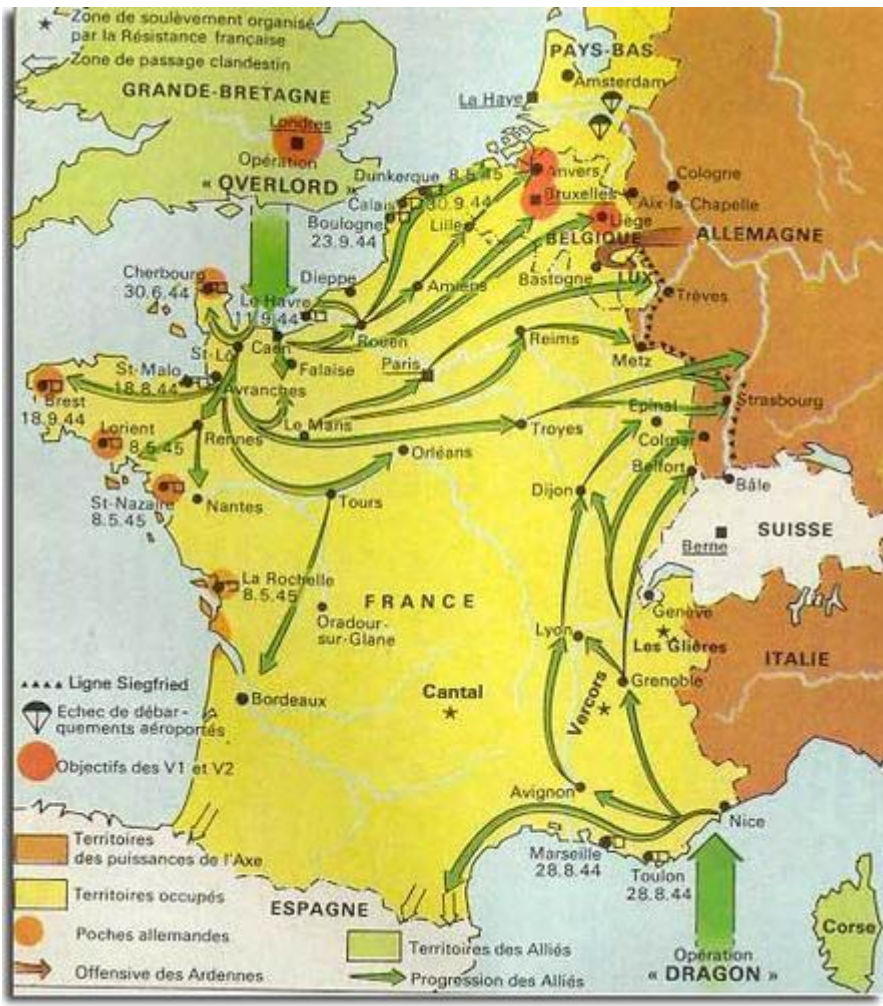 Zone de soulèvement organisé
par la Résistance française
Zone de passage clandestin
GRANDE-BRETAGNE
Londres
Opération
« OVERLORD »
PAYS-BAS
Amsterdam
La Haye
Dunkerque 8.5.45
Anvers
Cologne
Calais 30.9.44
Bruxelles
Aix-la-Chapelle
Boulogne
23.9.44
Lille
Liège
BELGIQUE
ALLEMAGNE
Cherbourg
30.6.44
Dieppe
Amiens
Bastogne
LUX
Trèves
Le Havre
11.9.44
St-Lô
Caen
Rouen
Reims
Metz
St-Malo
18.8.44
Falaise
Paris
Avranches
Brest
18.9.44
Strasbourg
Epinal
Lorient
8.5.45
Rennes
Le Mans
Troyes
Colmar
Orléans
Belfort
St-Nazaire
8.5.45
Nantes
Tours
Dijon
Bâle
SUISSE
Berne
La Rochelle
8.5.45
FRANCE
Oradour-
sur-Glane
Genève
Lyon
Les Glières
ITALIE
Ligne Siegfried
Echec de débar-
quements aéroportés
Objectifs des V1 et V2
Bordeaux
Cantal
Vercors
Grenoble
Avignon
Nice
Marseille
28.8.44
Toulon
28.8.44
Territoires
des puissances de l'Axe
Territoires occupés
ESPAGNE
Poches allemandes
Territoires des Alliés
Offensive des Ardennes
Progression des Alliés
Opération
« DRAGON »
Corse